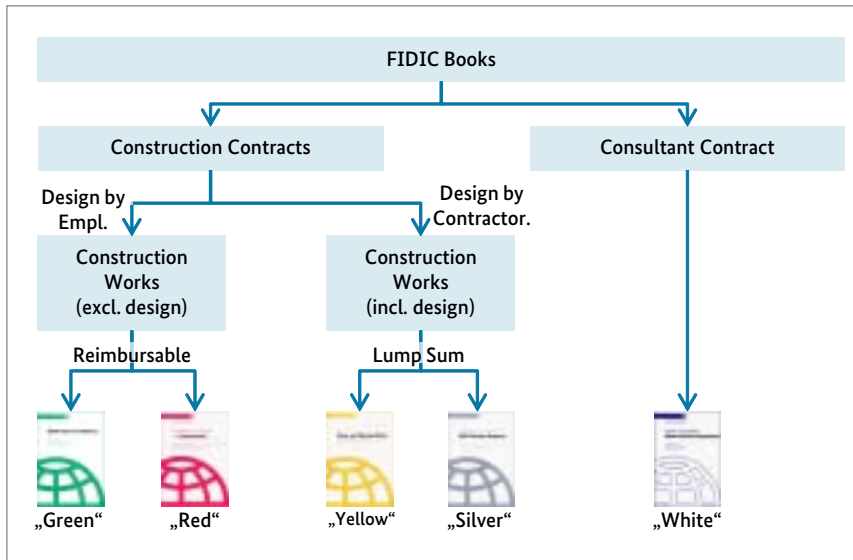 FIDIC Books
Construction Contracts
Consultant Contract
Design by
Empl.
Design by
Contractor.
Construction
Works
(excl. design)
Construction
Works
(incl. design)
Reimbursable
Lump Sum
„Green“
„Red“
„Yellow“
„Silver“
„White“